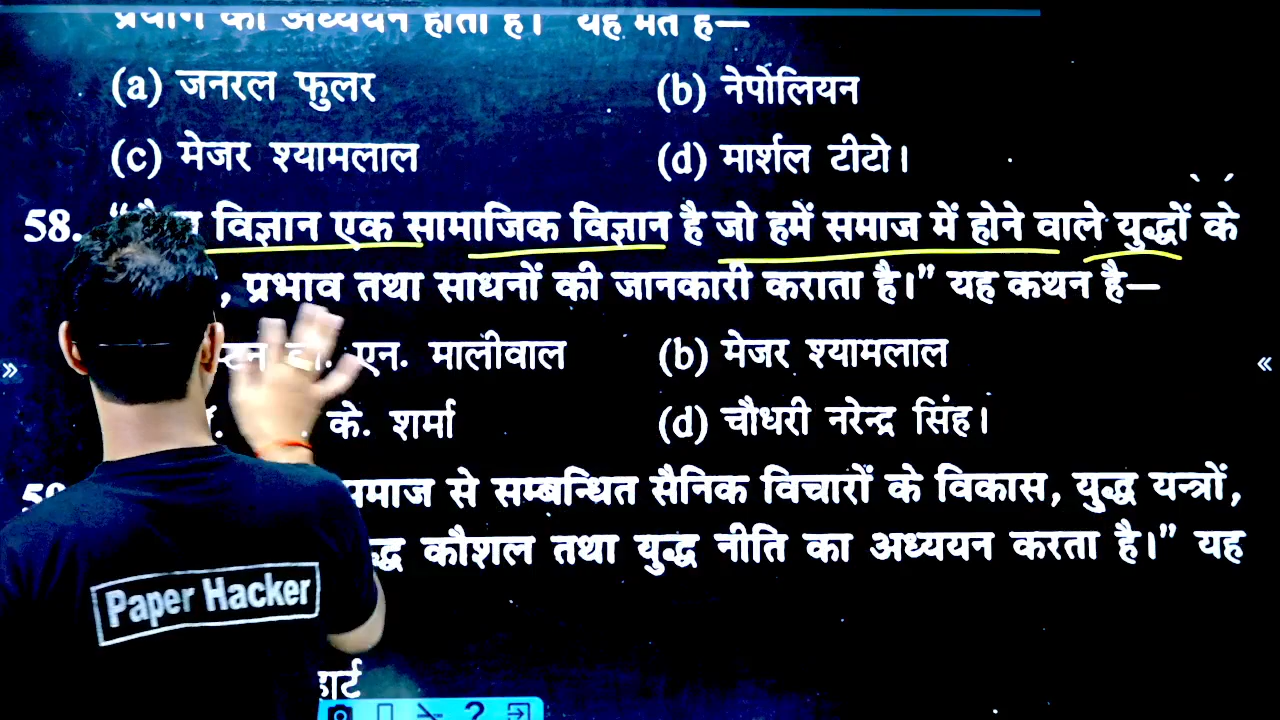 प्रयोग का अध्ययन होता है।" यह मत है—
(a) जनरल फुलर (b) नेपोलियन
(c) मेजर श्यामलाल (d) मार्शल टीटो।
58. विज्ञान एक सामाजिक विज्ञान है जो हमें समाज में होने वाले युद्धों के
, प्रभाव तथा साधनों की जानकारी कराता है।" यह कथन है—
एन. मालीवाल (b) मेजर श्यामलाल
के. शर्मा (d) चौधरी नरेन्द्र सिंह।
समाज से सम्बन्धित सैनिक विचारों के विकास, युद्ध यन्त्रों,
कौशल तथा युद्ध नीति का अध्ययन करता है।" यह
Paper Hacker